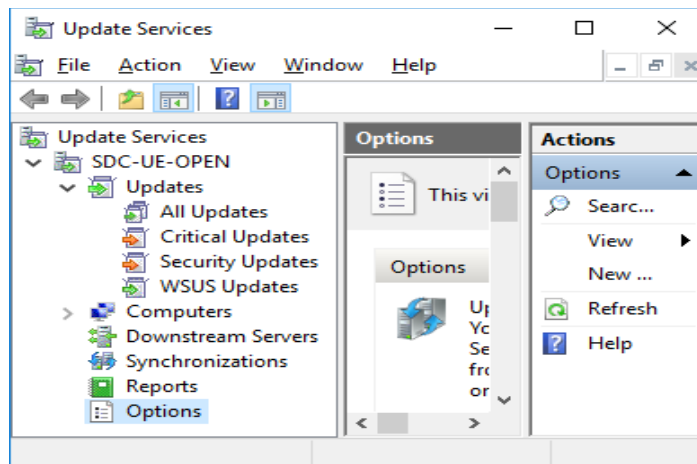 Update Services
File Action View Window Help
Update Services
SDC-UE-OPEN
Updates
All Updates
Critical Updates
Security Updates
WSUS Updates
Computers
Downstream Servers
Synchronizations
Reports
Options
Options
This vi
Options
Up
Yo
Se
fro
or
Actions
Options
Searc...
View
New ...
Refresh
Help